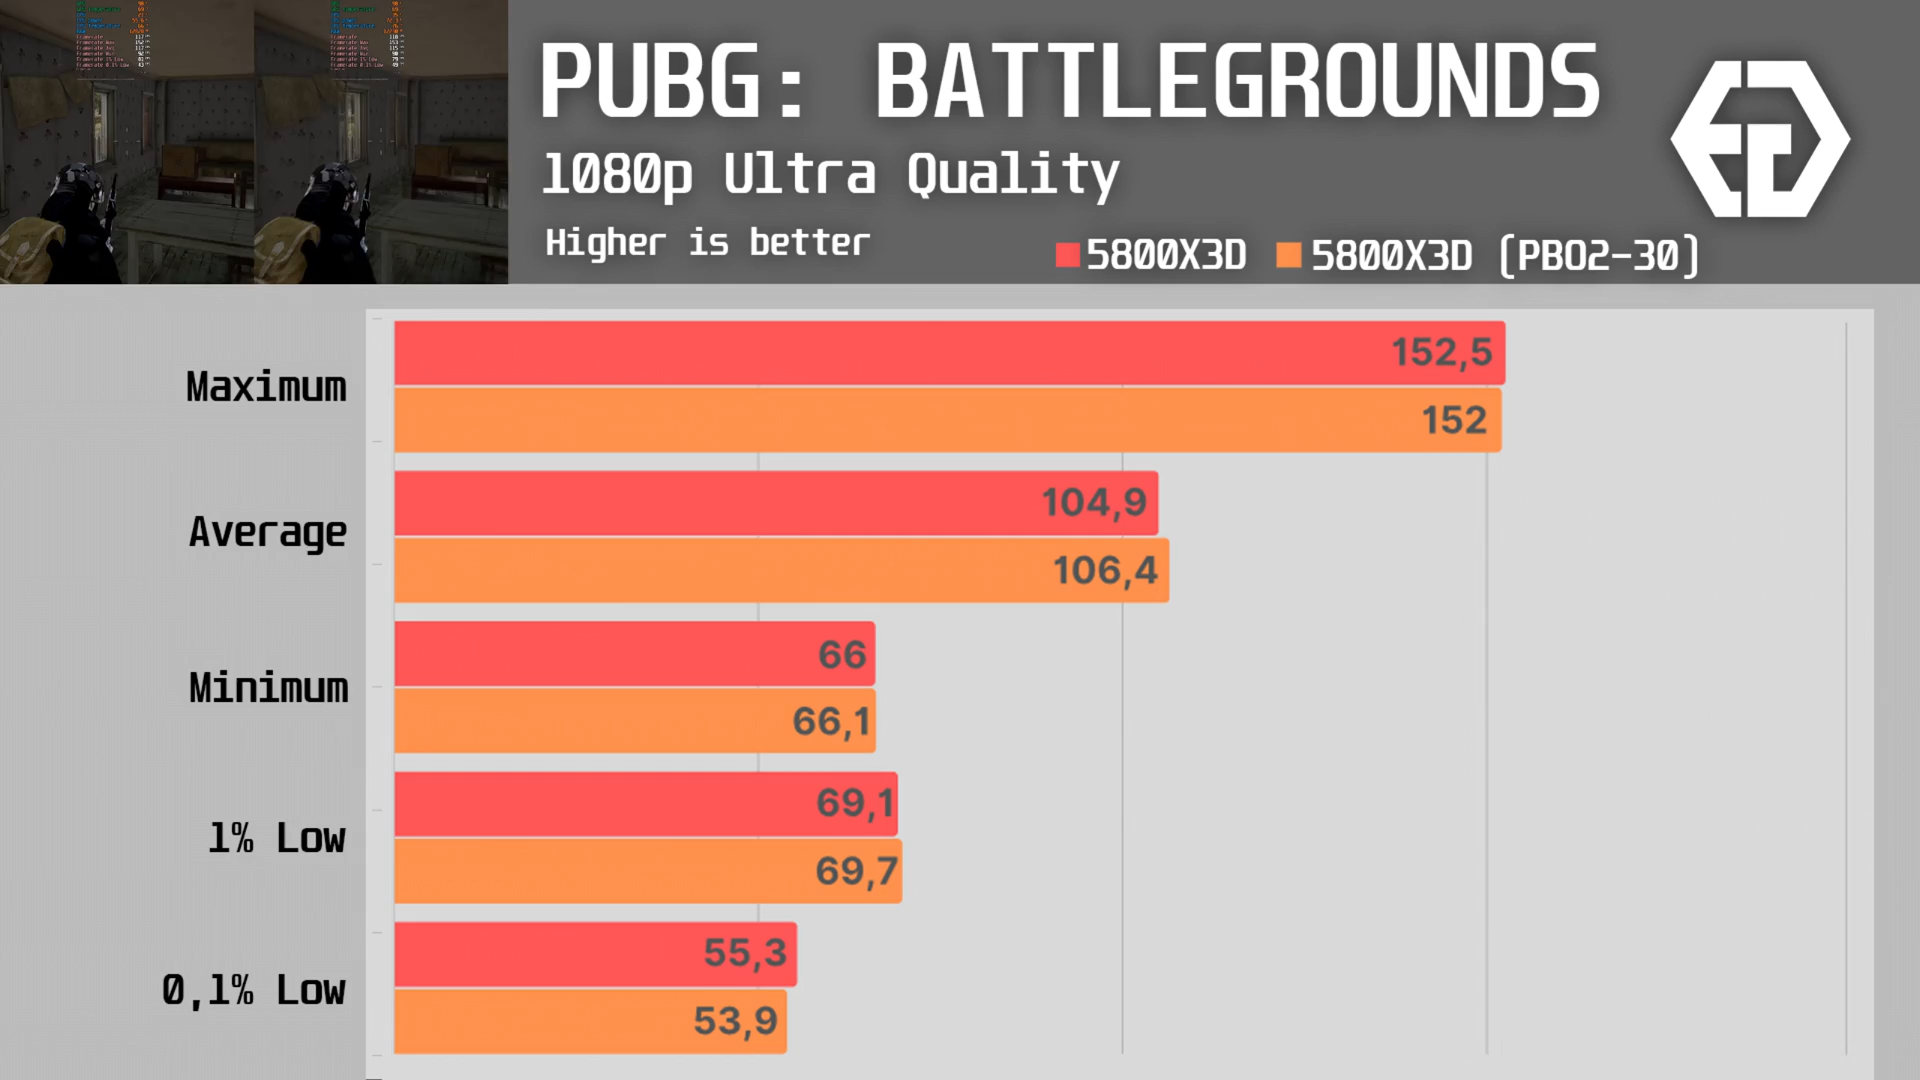 PUBG: BATTLEGROUNDS
1080p Ultra Quality
Higher is better
5800X3D 5800X3D (PBO2-30)
Maximum
152,5
152
Average
104,9
106,4
Minimum
66
66,1
1% Low
69,1
69,7
0,1% Low
55,3
53,9